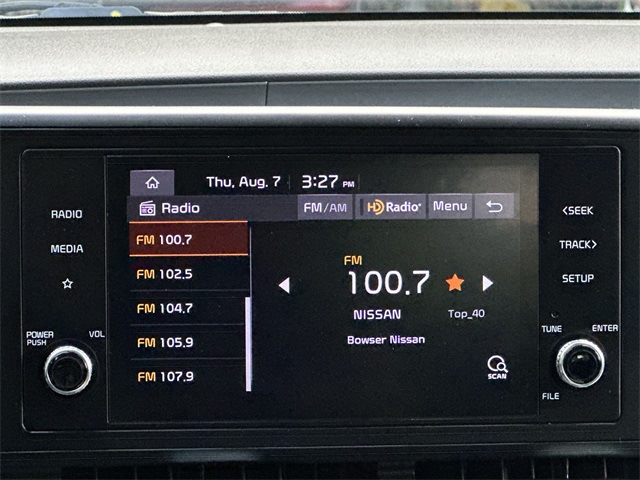 Thu, Aug. 7 3:27 PM
Radio FM/AM HD Radio Menu
RADIO
MEDIA
POWER PUSH
VOL
FM 100.7
FM 102.5
FM 104.7
FM 105.9
FM 107.9
FM
100.7
NISSAN Top_40
Bowser Nissan
SCAN
<SEEK
TRACK>
SETUP
TUNE ENTER
FILE